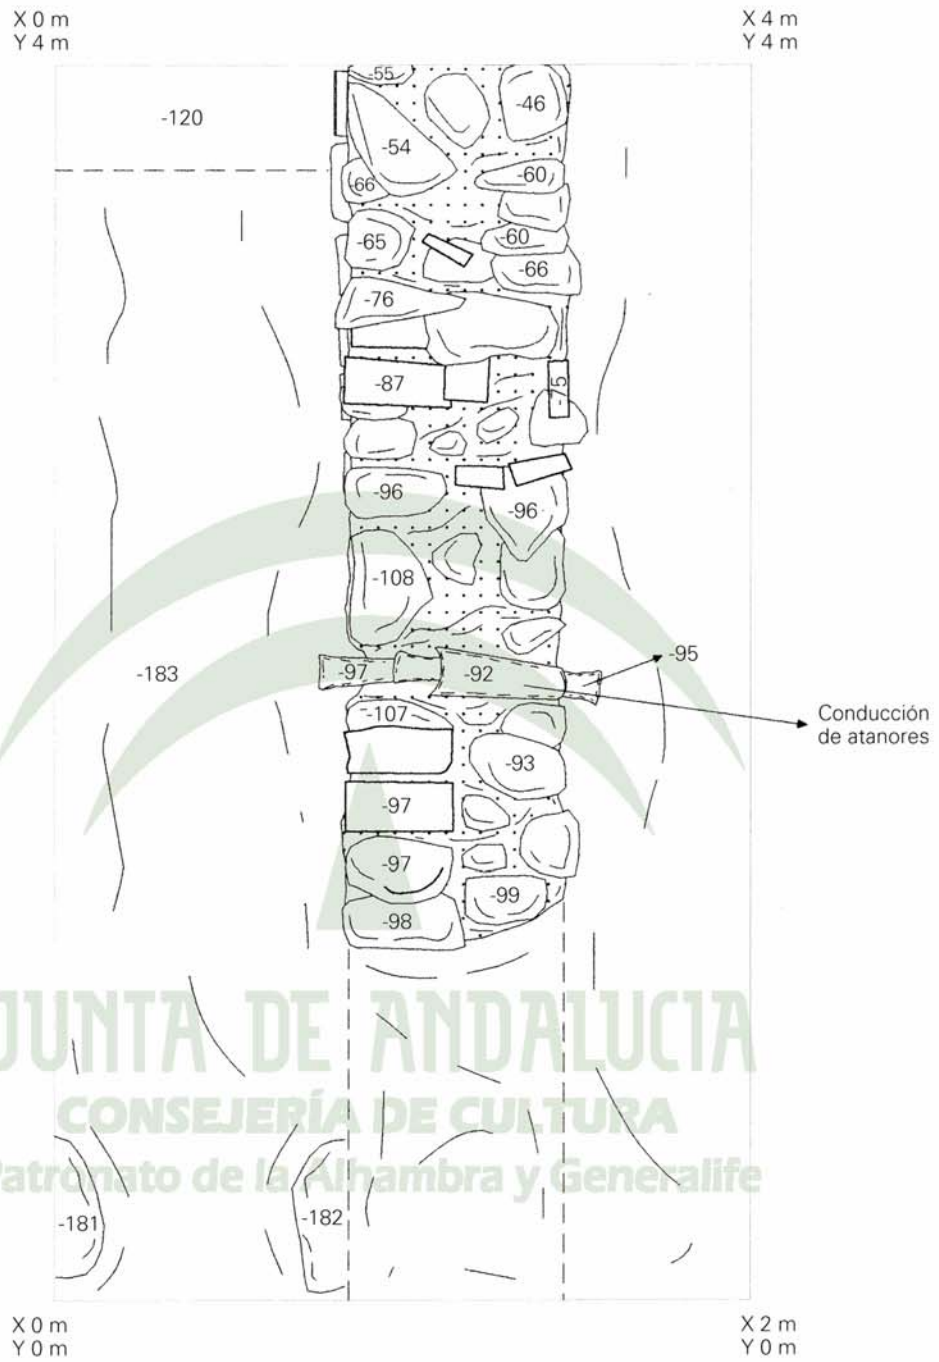 X 0 m
Y 4 m
X 4 m
Y 4 m
-55
-46
-120
-54
-60
-66
-65
-60
-66
-76
-87
-75
-96
-96
-108
-95
-183
-97
-92
-107
Conducción
de atanores
-93
-97
-97
-99
-98
JUNTA DE ANDALUCIA
CONSEJERÍA DE CULTURA
Patronato de la Alhambra y Generalife
-181
-182
X 0 m
Y 0 m
X 2 m
Y 0 m